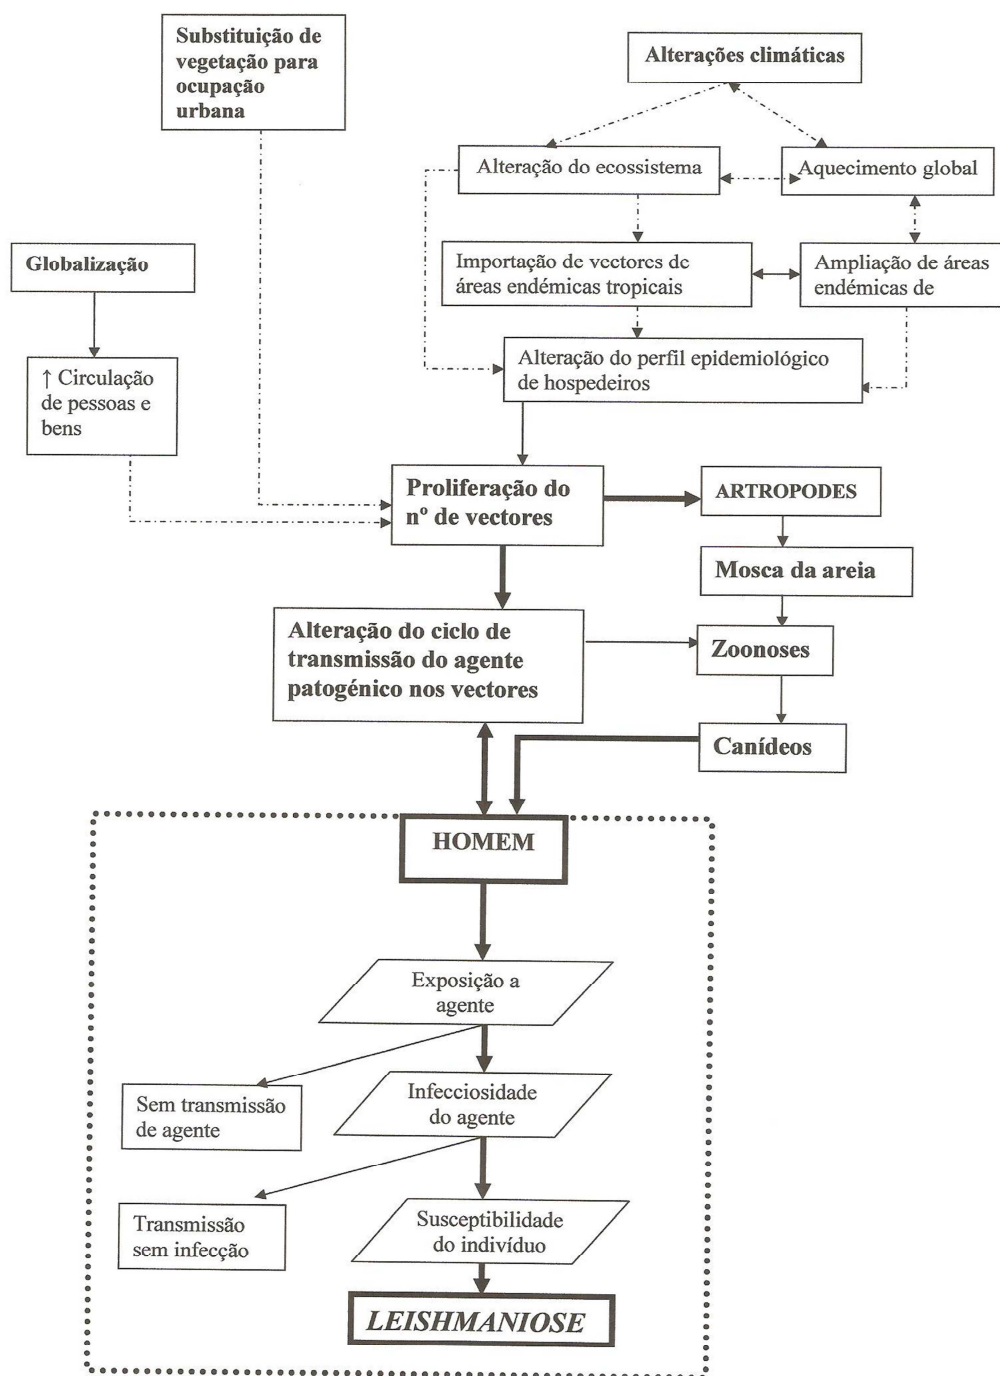 Substituição de
vegetação para
ocupação
urbana
Alterações climáticas
Alteração do ecossistema
Aquecimento global
Globalização
Importação de vectores de
áreas endémicas tropicais
Ampliação de áreas
endémicas de
↑ Circulação
de pessoas e
bens
Alteração do perfil epidemiológico
de hospedeiros
Proliferação do
nº de vectores
ARTROPODES
Mosca da areia
Alteração do ciclo de
transmissão do agente
patogénico nos vectores
Zoonoses
Canídeos
HOMEM
Exposição a
agente
Sem transmissão
de agente
Infecciosidade
do agente
Transmissão
sem infecção
Susceptibilidade
do indivíduo
LEISHMANIOSE